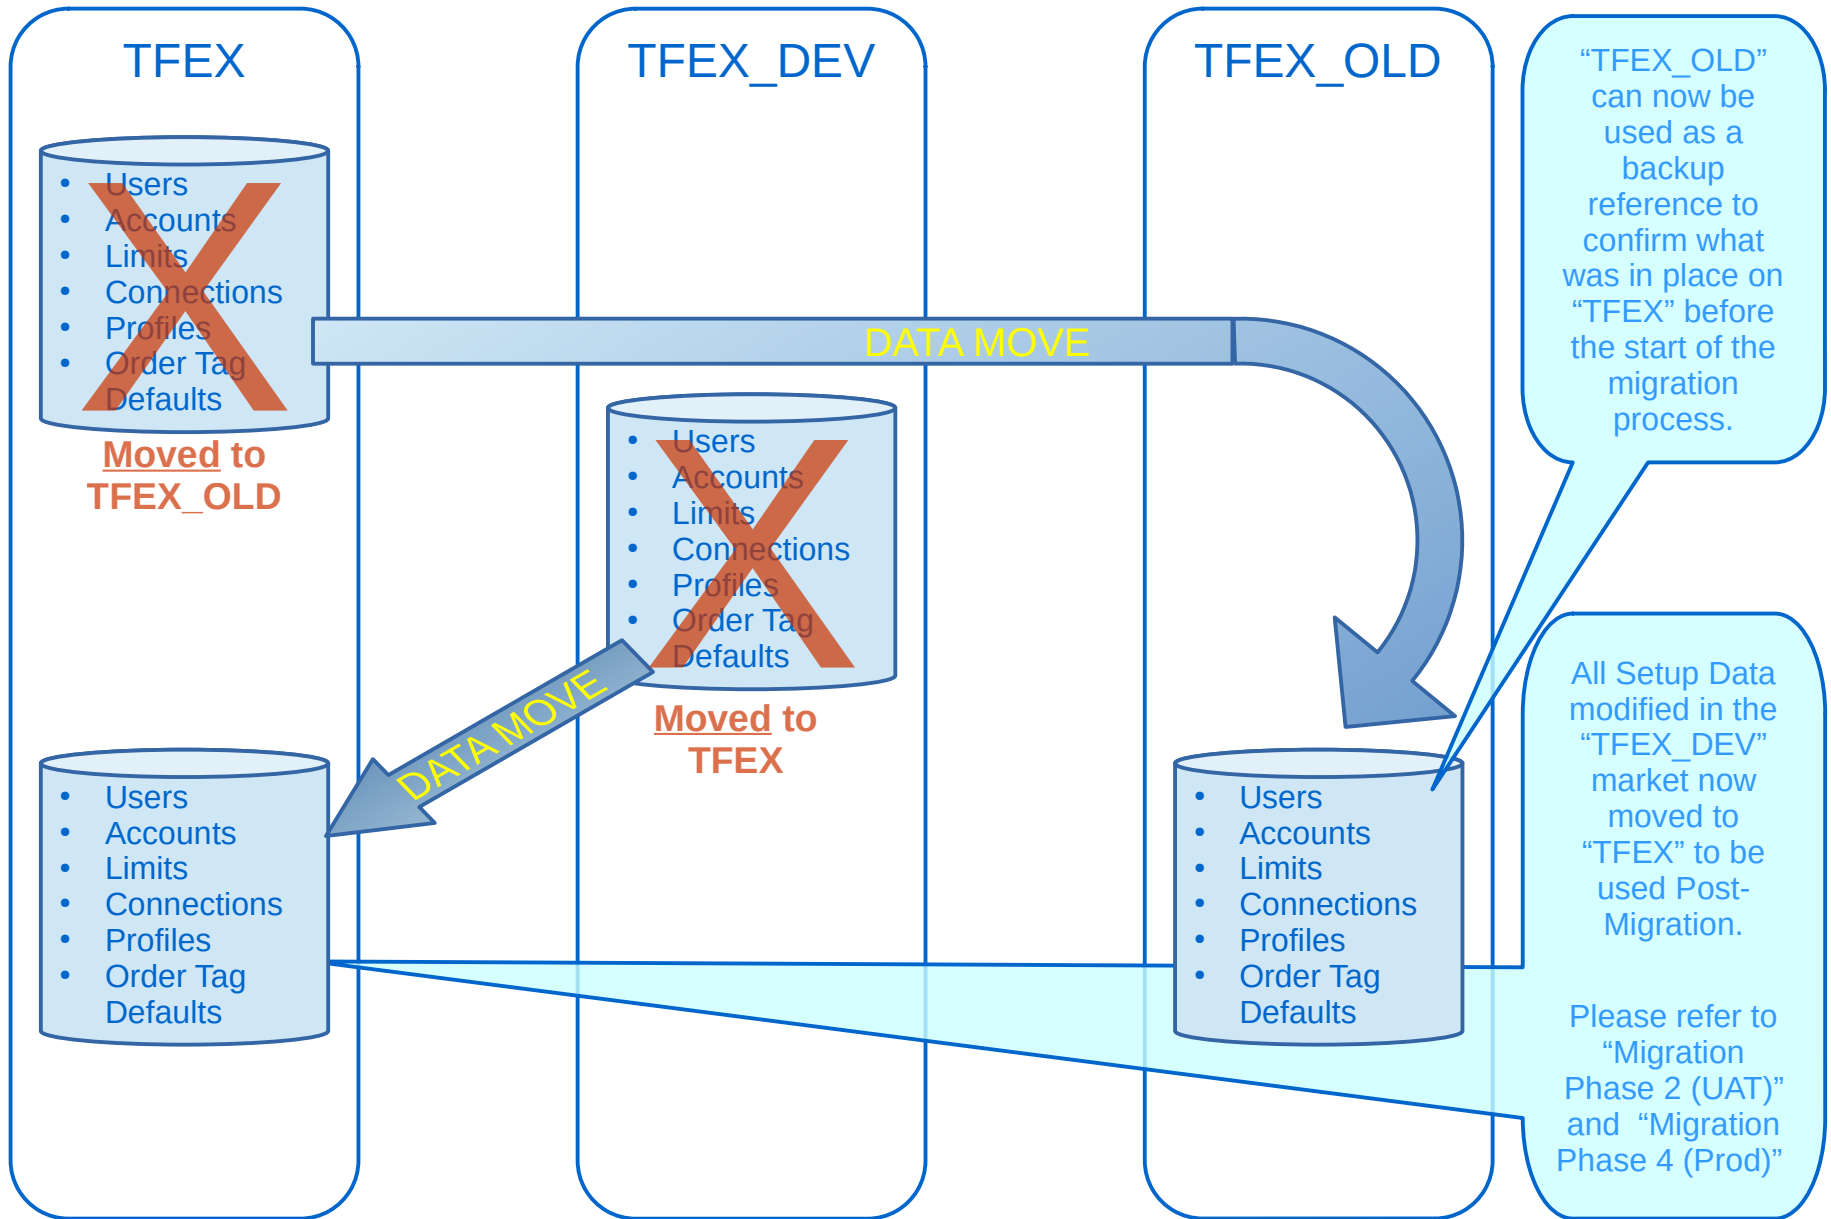 TFEX
• Users
• Accounts
• Limits
• Connections
• Profiles
• Order Tag
Defaults
Moved to
TFEX_OLD
• Users
• Accounts
• Limits
• Connections
• Profiles
• Order Tag
Defaults
TFEX_DEV
DATA MOVE
• Users
• Accounts
• Limits
• Connections
• Profiles
• Order Tag
Defaults
Moved to
TFEX
DATA MOVE
TFEX_OLD
• Users
• Accounts
• Limits
• Connections
• Profiles
• Order Tag
Defaults
“TFEX_OLD”
can now be
used as a
backup
reference to
confirm what
was in place on
“TFEX” before
the start of the
migration
process.
All Setup Data
modified in the
“TFEX_DEV”
market now
moved to
“TFEX” to be
used Post-
Migration.
Please refer to
“Migration
Phase 2 (UAT)”
and “Migration
Phase 4 (Prod)”